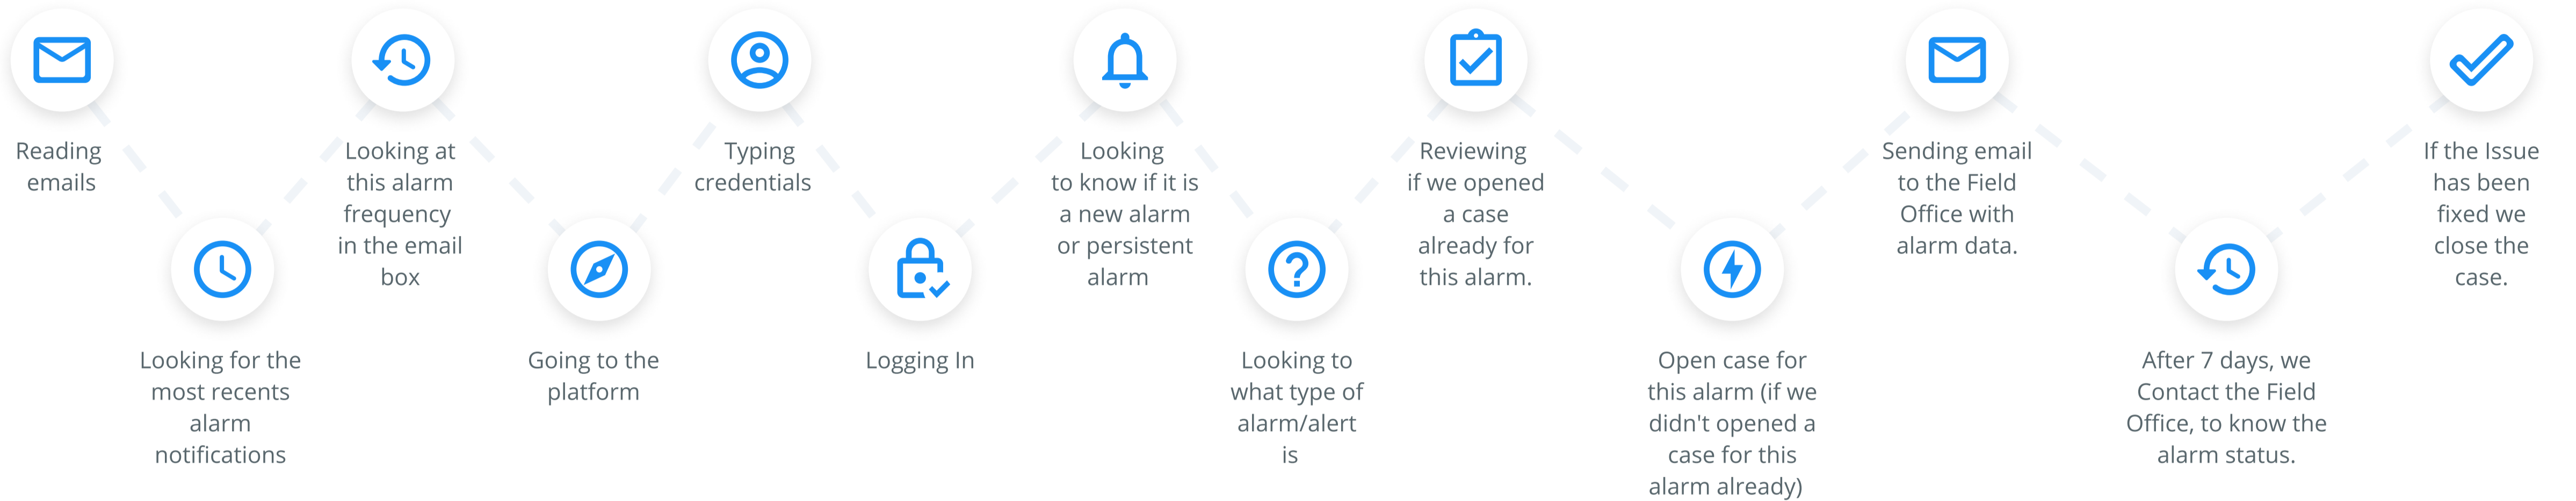 Reading
emails
Looking for the
most recents
alarm
notifications
Looking at
this alarm
frequency
in the email
box
Going to the
platform
Typing
credentials
Logging In
Looking
to know if it is
a new alarm
or persistent
alarm
Looking to
what type of
alarm/alert
is
Reviewing
if we opened
a case
already for
this alarm.
Open case for
this alarm (if we
didn't opened a
case for this
alarm already)
Sending email
to the Field
Office with
alarm data.
After 7 days, we
Contact the Field
Office, to know the
alarm status.
If the Issue
has been
fixed we
close the
case.